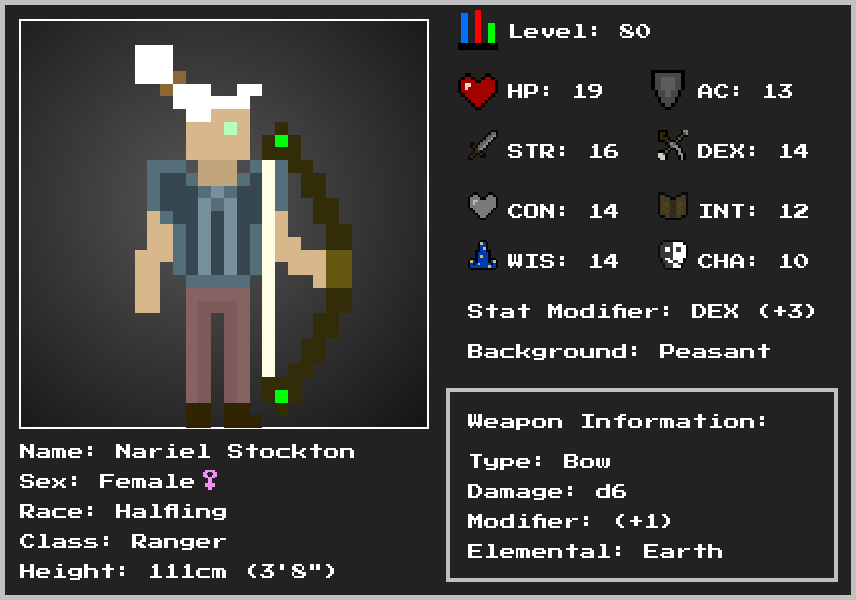 Level: 80
HP: 19
AC: 13
STR: 16
DEX: 14
CON: 14
INT: 12
WIS: 14
CHA: 10
Stat Modifier: DEX (+3)
Background: Peasant
Weapon Information:
Type: Bow
Damage: d6
Modifier: (+1)
Elemental: Earth
Name: Nariel Stockton
Sex: Female♀
Race: Halfling
Class: Ranger
Height: 111cm (3'8")